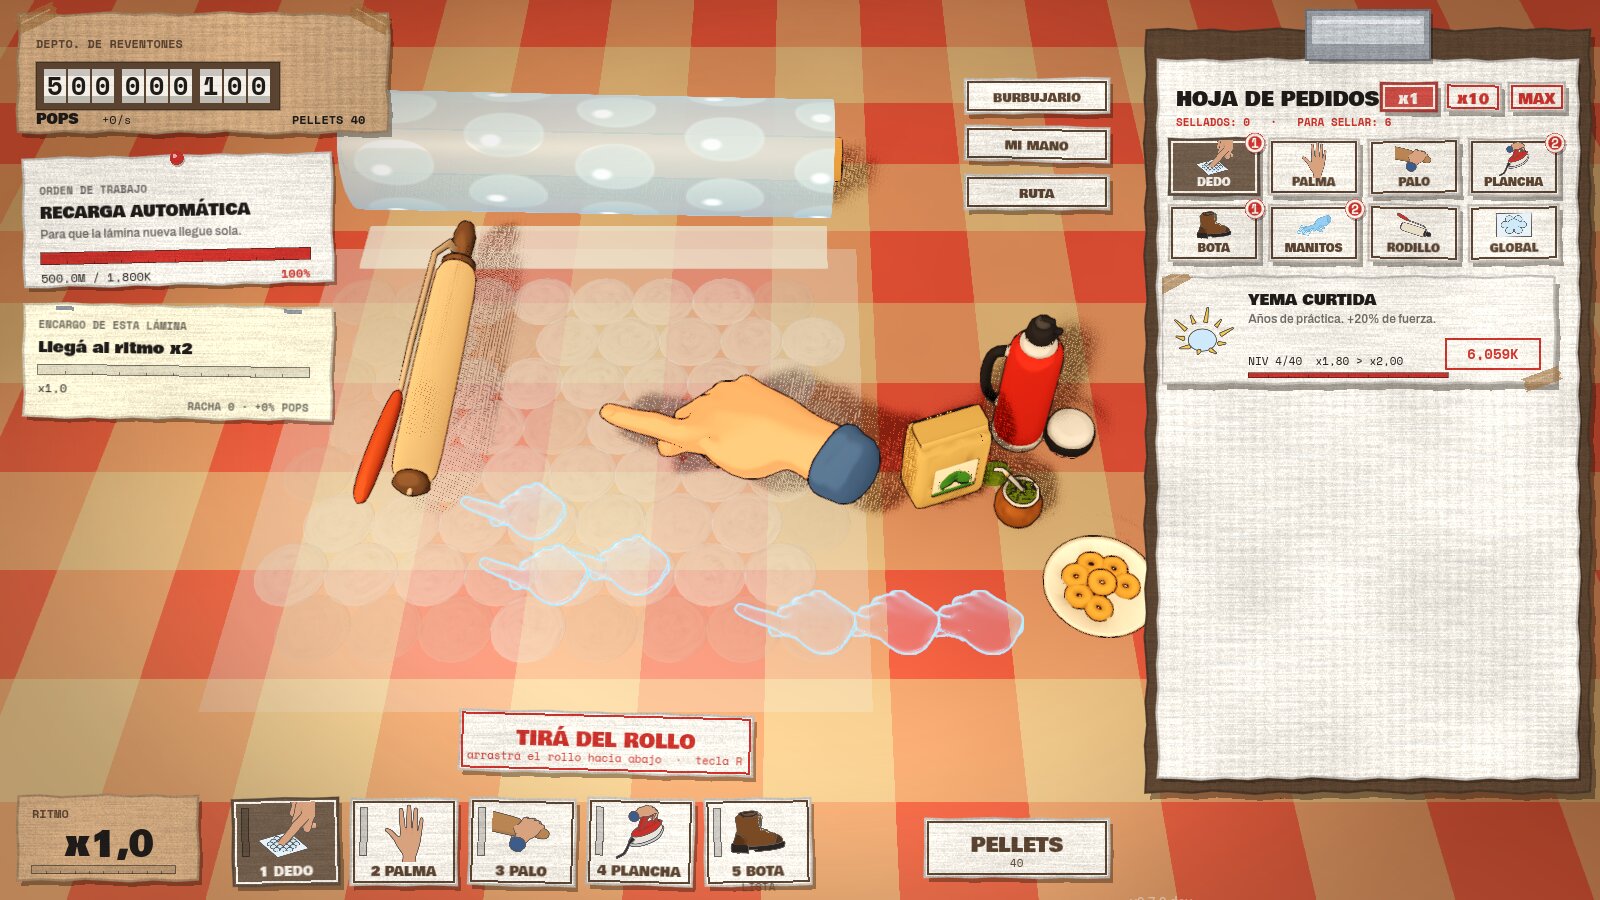 DEPTO. DE REVENTONES
500 000 100
POPS +0/s PELLETS 40
ORDEN DE TRABAJO
RECARGA AUTOMÁTICA
Para que la lámina nueva llegue sola.
500.0M / 1.800K 100%
ENCARGO DE ESTA LÁMINA
Llegá al ritmo x2
x1.0
RACHA 0 · +0% POPS
BURBUJARIO
MI MANO
RUTA
HOJA DE PEDIDOS x1 x10 MAX
SELLADOS: 0 · PARA SELLAR: 6
1 2
DEDO PALMA PALO PLANCHA
1 2
BOTA MANITOS RODILLO GLOBAL
YEMA CURTIDA
Años de práctica. +20% de fuerza.
NIV 4/40 x1,80 > x2,00 6.059K
TIRÁ DEL ROLLO
arrastrá el rollo hacia abajo · tecla R
RITMO
x1,0
1 DEDO 2 PALMA 3 PALO 4 PLANCHA 5 BOTA
LISTA
PELLETS
40